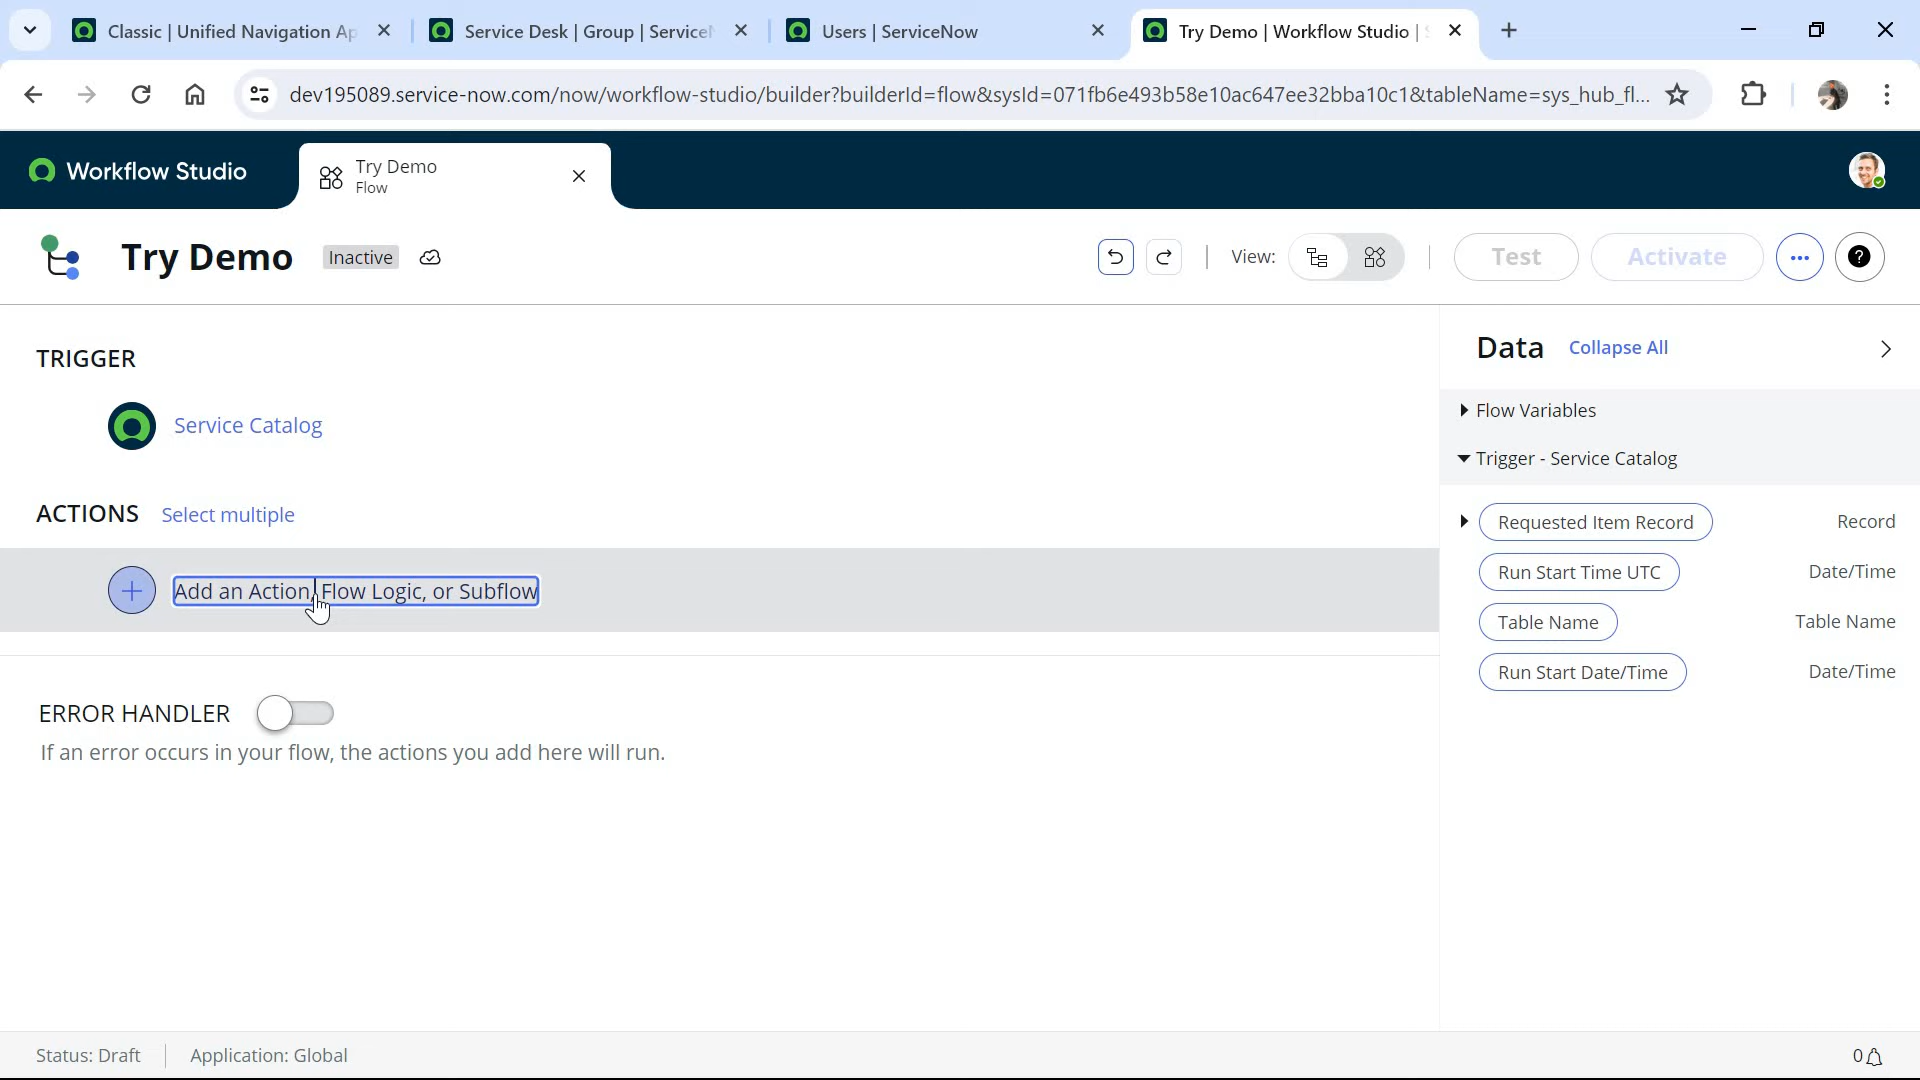 Classic | Unified Navigation Ap
Service Desk | Group | Service
Users | ServiceNow
Try Demo | Workflow Studio |
dev195089.service-now.com/now/workflow-studio/builder?builderId=flow&sysId=071fb6e493b58e10ac647ee32bba10c1&tableName=sys_hub_fl...
Workflow Studio
Try Demo
Flow
Try Demo
Inactive
View:
Test
Activate
TRIGGER
Service Catalog
ACTIONS
Select multiple
Add an Action, Flow Logic, or Subflow
ERROR HANDLER
If an error occurs in your flow, the actions you add here will run.
Data
Collapse All
Flow Variables
Trigger - Service Catalog
Requested Item Record
Record
Run Start Time UTC
Date/Time
Table Name
Table Name
Run Start Date/Time
Date/Time
Status: Draft
Application: Global
0